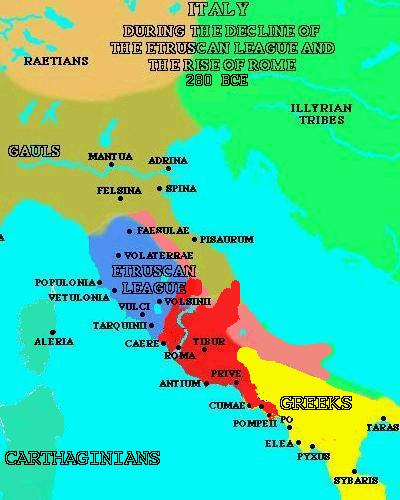 ITALY
DURING THE DECLINE OF
THE ETRUSCAN LEAGUE AND
THE RISE OF ROME
280 BCE
RAETIANS
ILLYRIAN
TRIBES
GAULS
MANTUA
ADRINA
FELSINA
SPINA
FAESULAE
PISAURUM
A
VOLATERRAE
ETRUSCAN
LEAGUE
POPULONIA
VETULONIA
VOLSINII
VULCI
TARQUINII
ALERIA
CAERE
TIBUR
ROMA
PRIVE
ANTIUM
CUMAE
GREEKS
POMPEII
PO
TARAS
ELEA
PYXUS
CARTHAGINIANS
SYBARIS